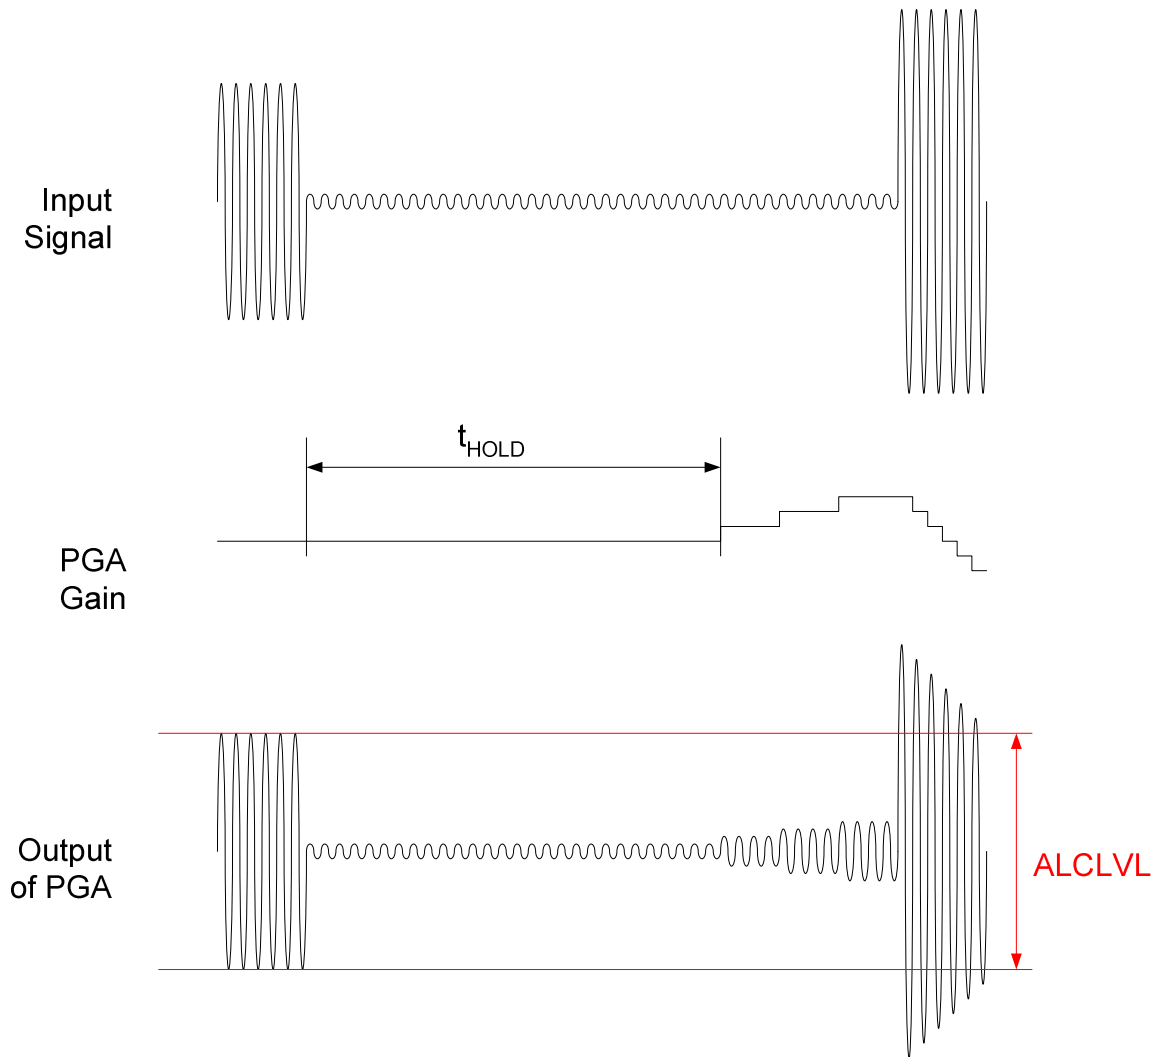 Input
Signal
tHOLD
PGA
Gain
Output
of PGA
ALCLVL